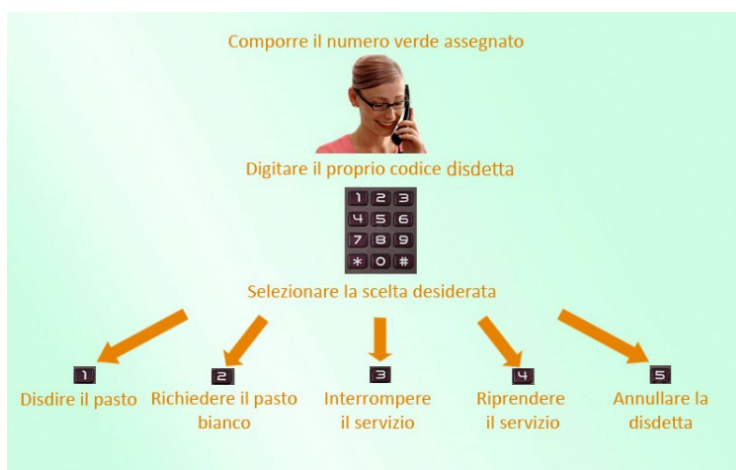 Comporre il numero verde assegnato
Digitare il proprio codice disdetta
1 2 3
4 5 6
7 8 9
* 0 #
Selezionare la scelta desiderata
1
Disdire il pasto
2
Richiedere il pasto
bianco
3
Interrompere
il servizio
4
Riprendere
il servizio
5
Annullare la
disdetta